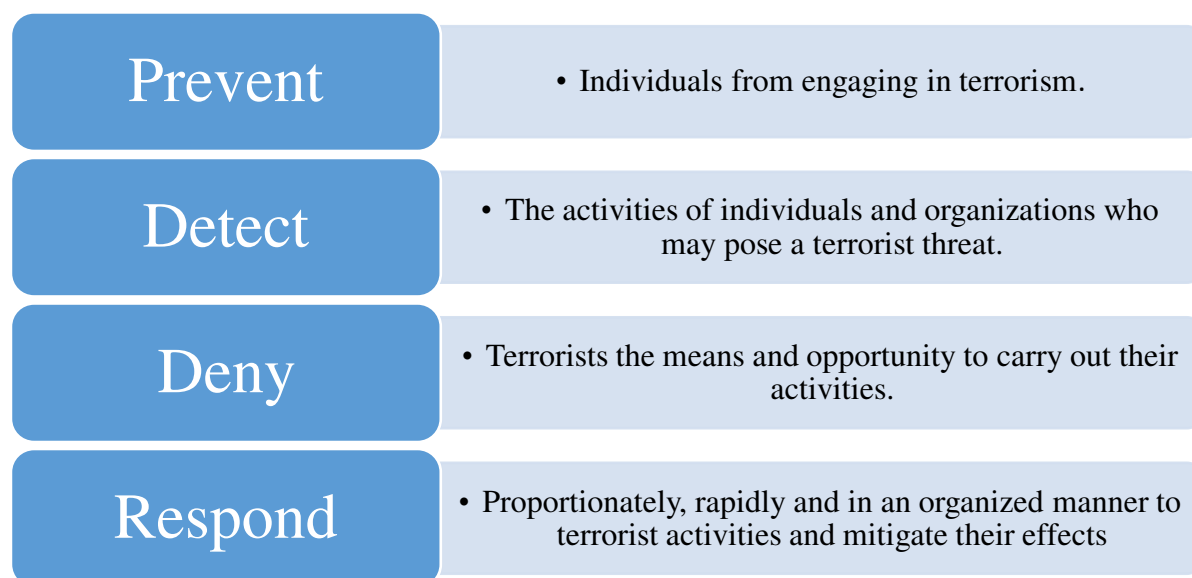 Prevent
• Individuals from engaging in terrorism.
Detect
• The activities of individuals and organizations who
may pose a terrorist threat.
Deny
• Terrorists the means and opportunity to carry out their
activities.
Respond
• Proportionately, rapidly and in an organized manner to
terrorist activities and mitigate their effects